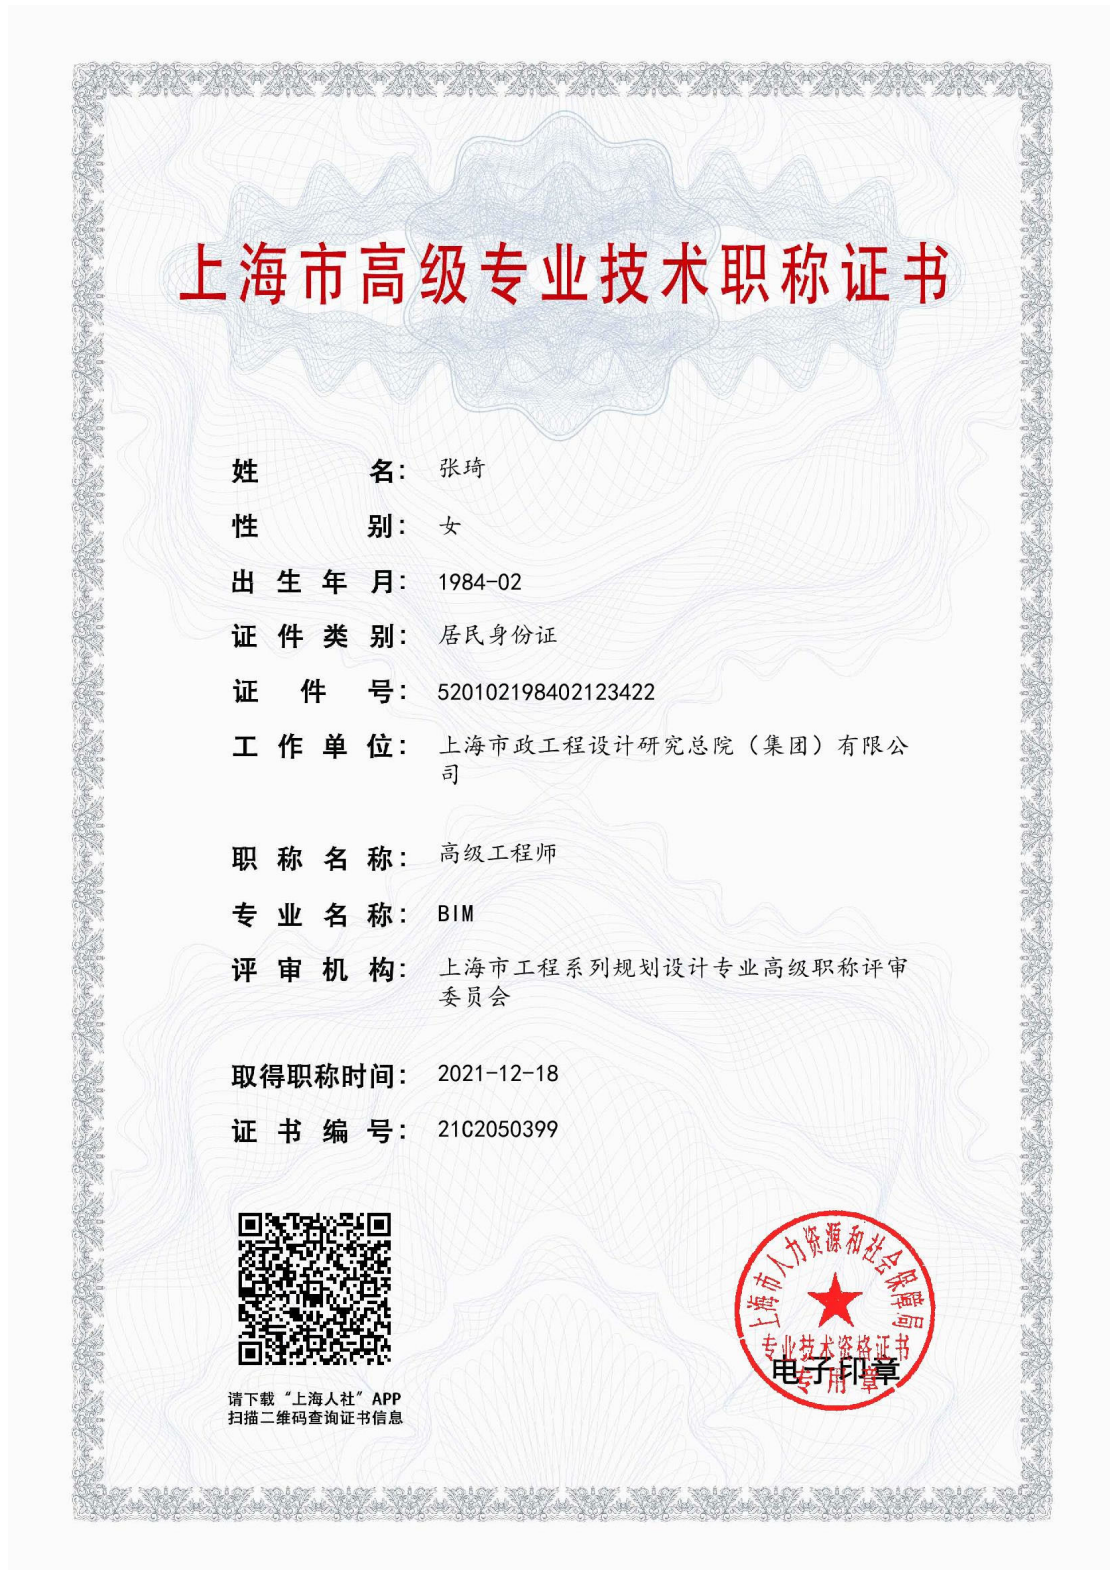 上海市高级专业技术职称证书
姓名：张琦
性别：女
出生年月：1984-02
证件类别：居民身份证
证件号：520102198402123422
工作单位：上海市政工程设计研究总院（集团）有限公
司
职称名称：高级工程师
专业名称：BIM
评审机构：上海市工程系列规划设计专业高级职称评审
委员会
取得职称时间：2021-12-18
证书编号：21C2050399
上海市人力资源和社会保障局
专业技术资格证书
电子印章
专用章
请下载“上海人社”APP
扫描二维码查询证书信息